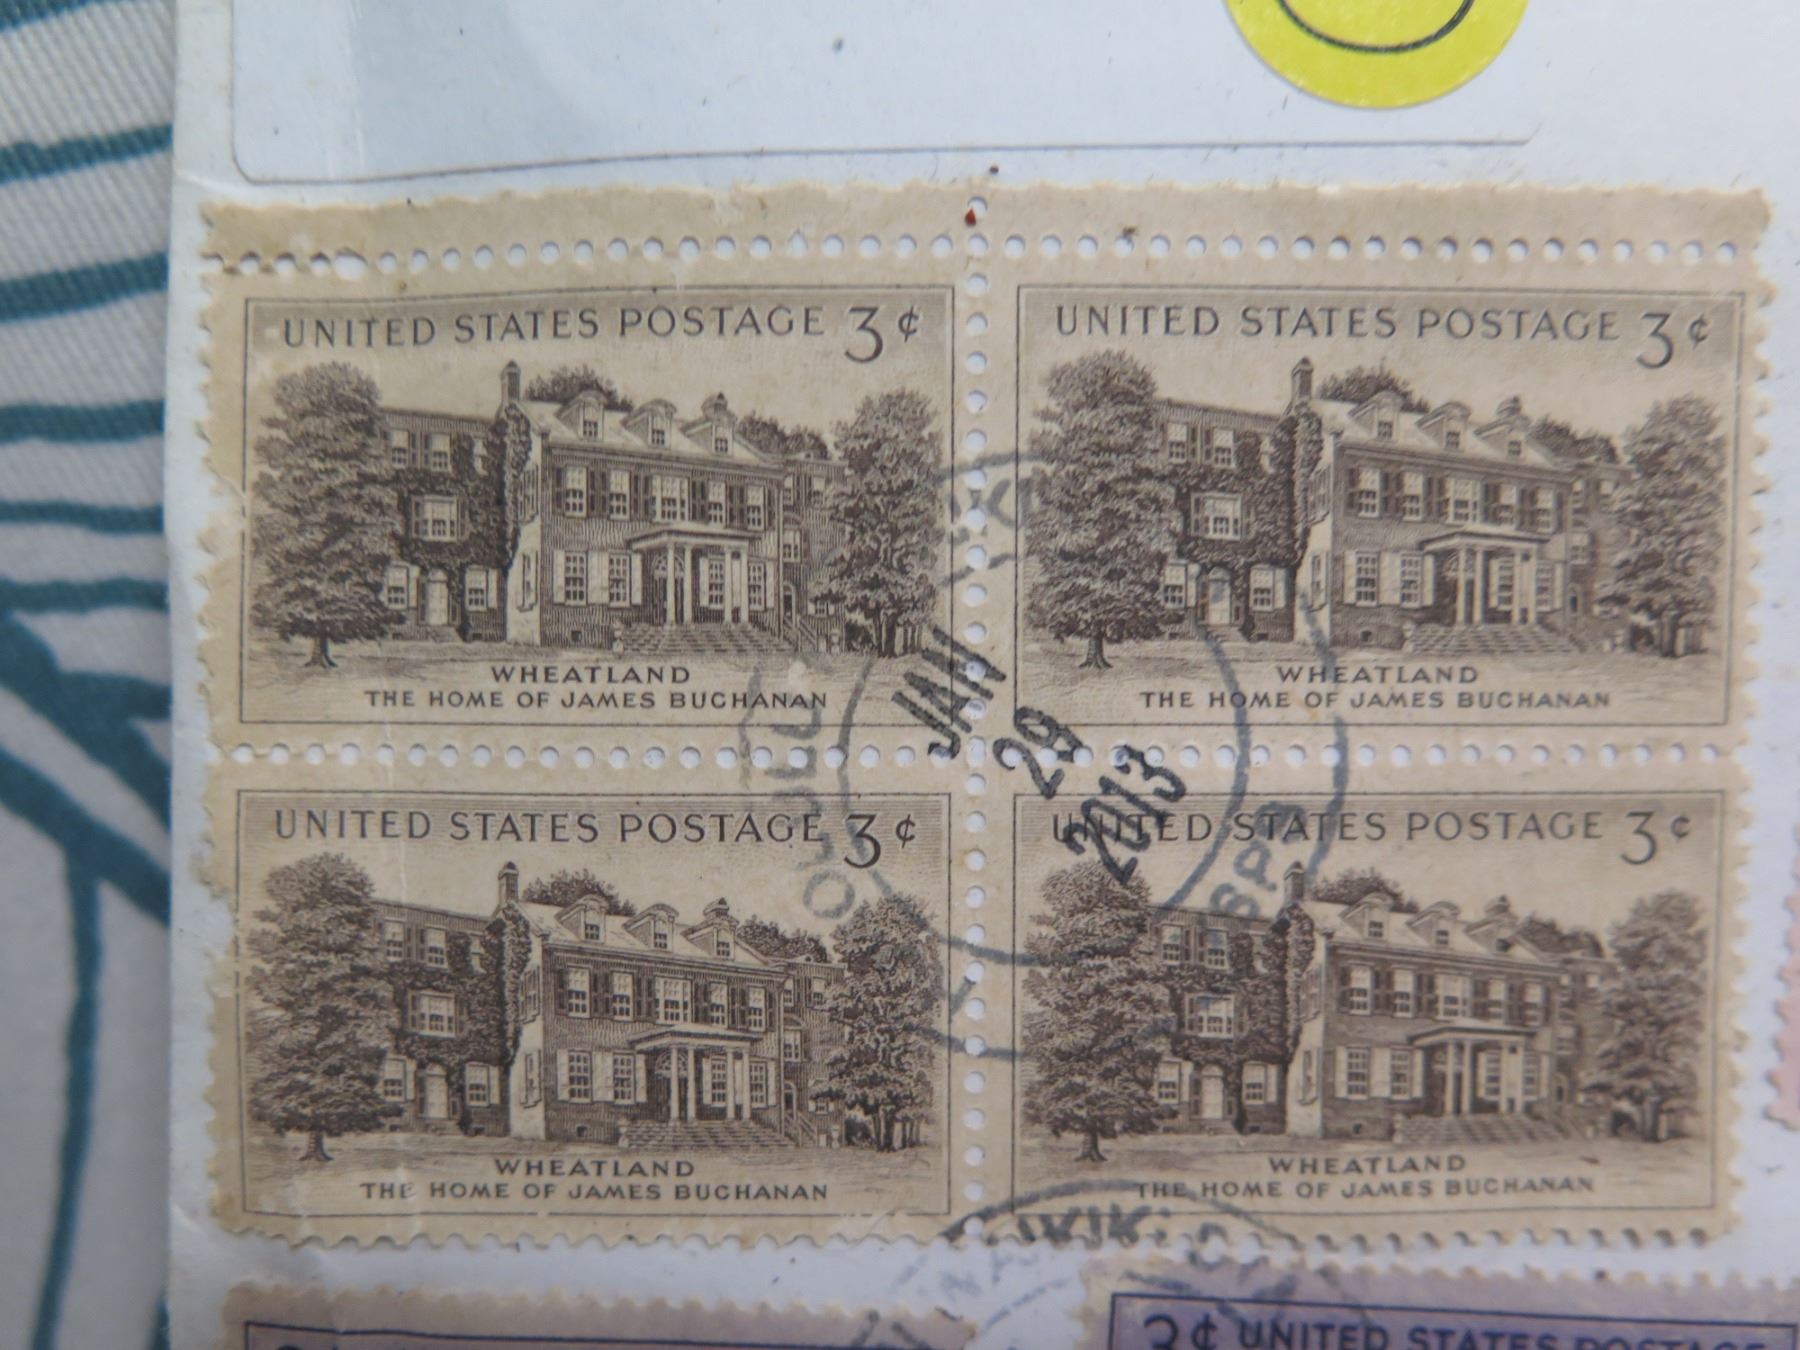 UNITED STATES POSTAGE 3¢
WHEATLAND
THE HOME OF JAMES BUCHANAN
UNITED STATES POSTAGE 3¢
WHEATLAND
THE HOME OF JAMES BUCHANAN
JAN
29
2013
UNITED STATES POSTAGE 3¢
WHEATLAND
THE HOME OF JAMES BUCHANAN
UNITED STATES POSTAGE 3¢
WHEATLAND
THE HOME OF JAMES BUCHANAN
3¢ UNITED STATES POSTAGE